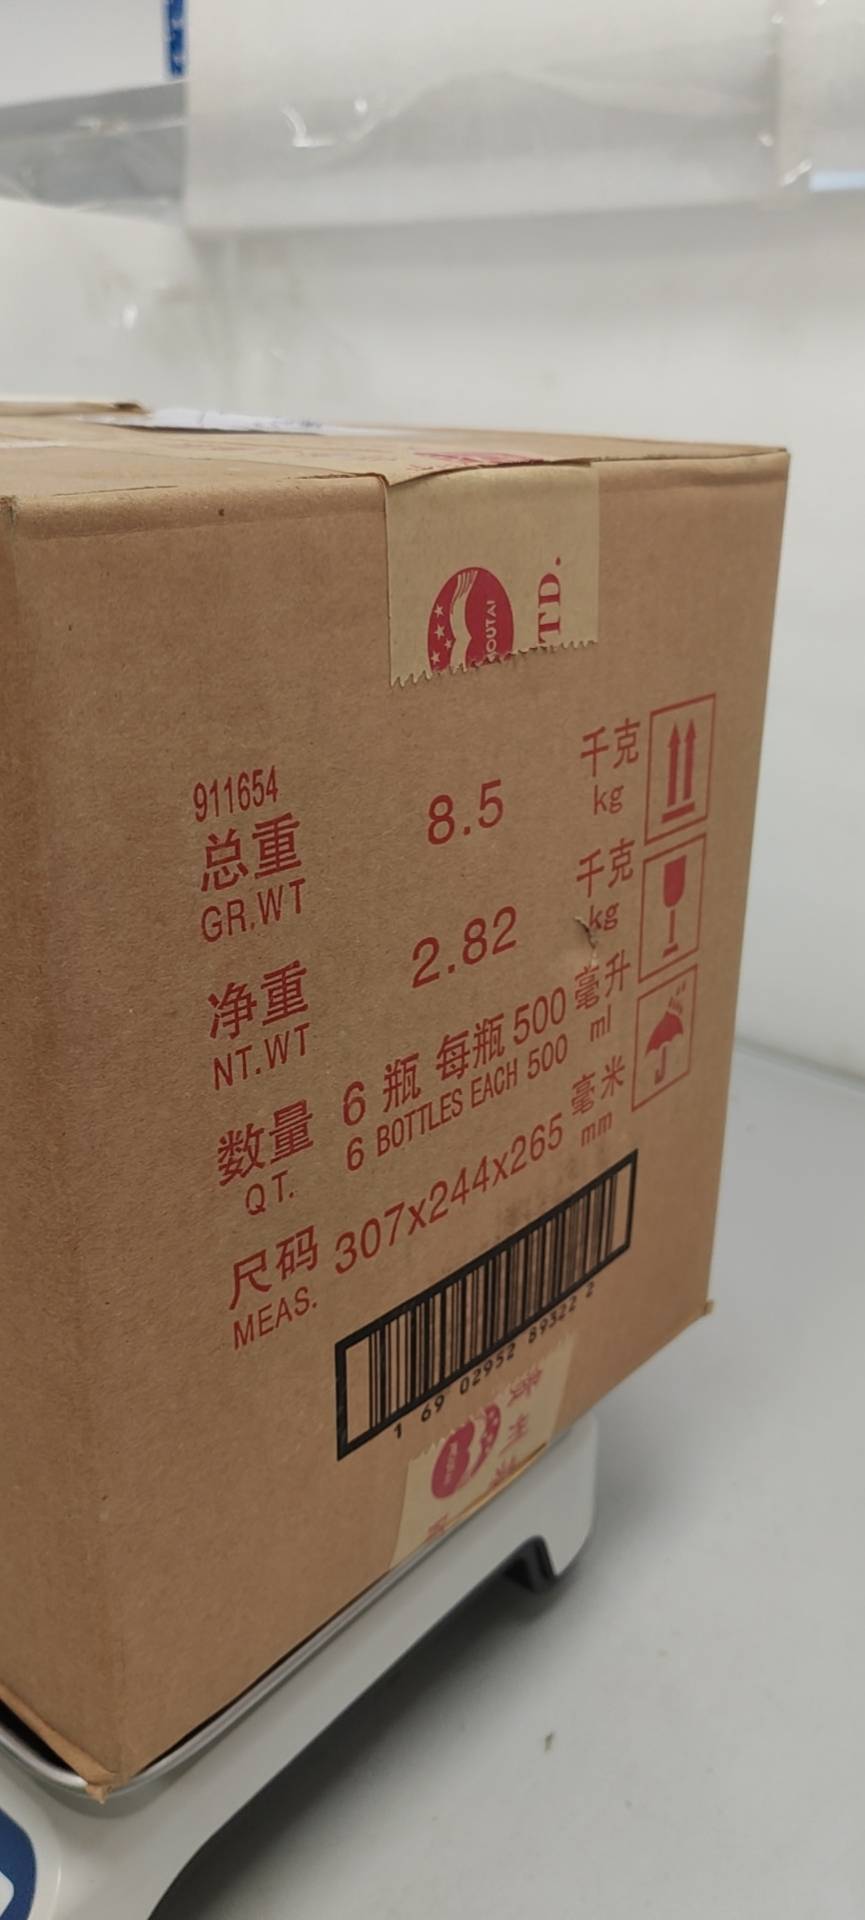 MOUTAI
TD.
911654
总重 8.5 千克
GR.WT kg
净重 2.82 千克
NT.WT kg
数量 6 瓶 每瓶 500 毫升
QT. 6 BOTTLES EACH 500 ml
尺码 307x244x265 毫米
MEAS. mm
1 69 02952 89322 2